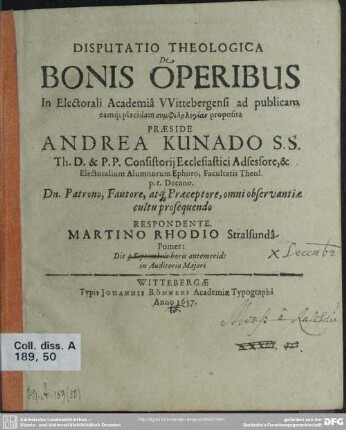 DISPUTATIO THEOLOGICA
De
BONIS OPERIBUS
In Electorali Academiâ VVittebergensi ad publicam
eamq; placidam συμφιλολογίαν proposita
PRÆSIDE
ANDREA KUNADO S.S.
Th. D. & P.P. Consistorij Ecclesiastici Adsessore, &
Electoralium Alumnorum Ephoro, Facultatis Theol.
p.t. Decano.
Dn. Patrono, Fautore, atq; Præceptore, omni observantiæ
cultu prosequendo
RESPONDENTE
MARTINO RHODIO Stralsundâ-
Pomer:
Die Septembris horis antemerid:
X Decembr
in Auditorio Majori
WITTEBERGÆ
Typis JOHANNIS RÖHNERI Academiæ Typographi
Anno 1657.
Coll. diss. A
189, 50
XXXIII,